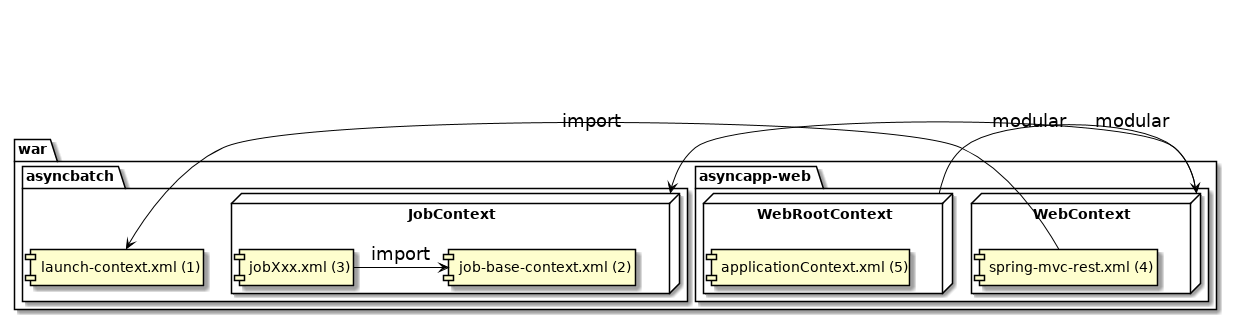 import
modular
modular
war
asyncbatch
asyncapp-web
JobContext
WebRootContext
WebContext
import
launch-context.xml (1)
jobXxx.xml (3)
job-base-context.xml (2)
applicationContext.xml (5)
spring-mvc-rest.xml (4)